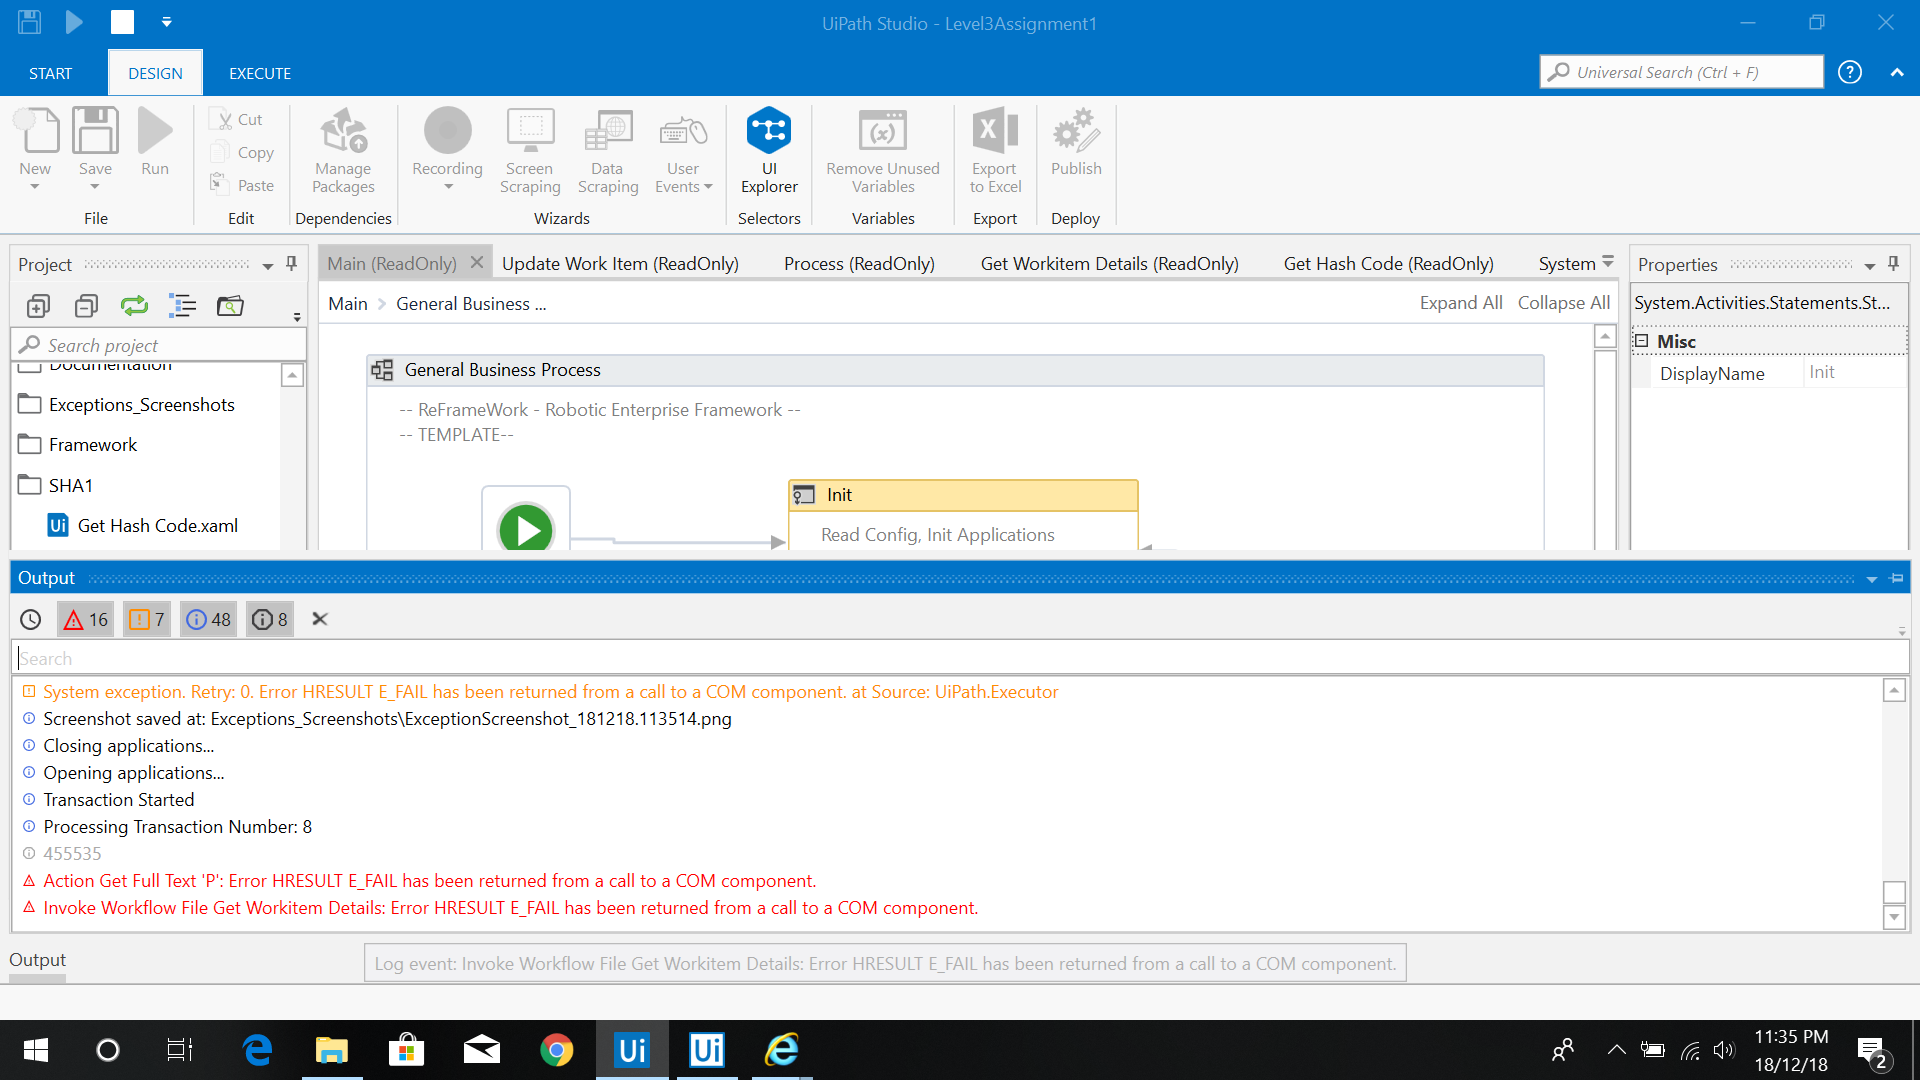 UiPath Studio - Level3Assignment1
START
DESIGN
EXECUTE
Universal Search (Ctrl + F)
New
Save
Run
Cut
Copy
Paste
Manage
Packages
Recording
Screen
Scraping
Data
Scraping
User
Events
UI
Explorer
Remove Unused
Variables
Export
to Excel
Publish
File
Edit
Dependencies
Wizards
Selectors
Variables
Export
Deploy
Project
Main (ReadOnly)
Update Work Item (ReadOnly)
Process (ReadOnly)
Get Workitem Details (ReadOnly)
Get Hash Code (ReadOnly)
System
Properties
Main > General Business ...
Expand All
Collapse All
System.Activities.Statements.St...
Search project
Misc
DisplayName
Init
Documentation
Exceptions_Screenshots
Framework
SHA1
Ui Get Hash Code.xaml
General Business Process
-- ReFrameWork - Robotic Enterprise Framework --
-- TEMPLATE--
Init
Read Config, Init Applications
Output
16
7
48
8
Search
System exception. Retry: 0. Error HRESULT E_FAIL has been returned from a call to a COM component. at Source: UiPath.Executor
Screenshot saved at: Exceptions_Screenshots\ExceptionScreenshot_181218.113514.png
Closing applications...
Opening applications...
Transaction Started
Processing Transaction Number: 8
455535
Action Get Full Text 'P': Error HRESULT E_FAIL has been returned from a call to a COM component.
Invoke Workflow File Get Workitem Details: Error HRESULT E_FAIL has been returned from a call to a COM component.
Output
Log event: Invoke Workflow File Get Workitem Details: Error HRESULT E_FAIL has been returned from a call to a COM component.
Ui
Ui
11:35 PM
18/12/18
2